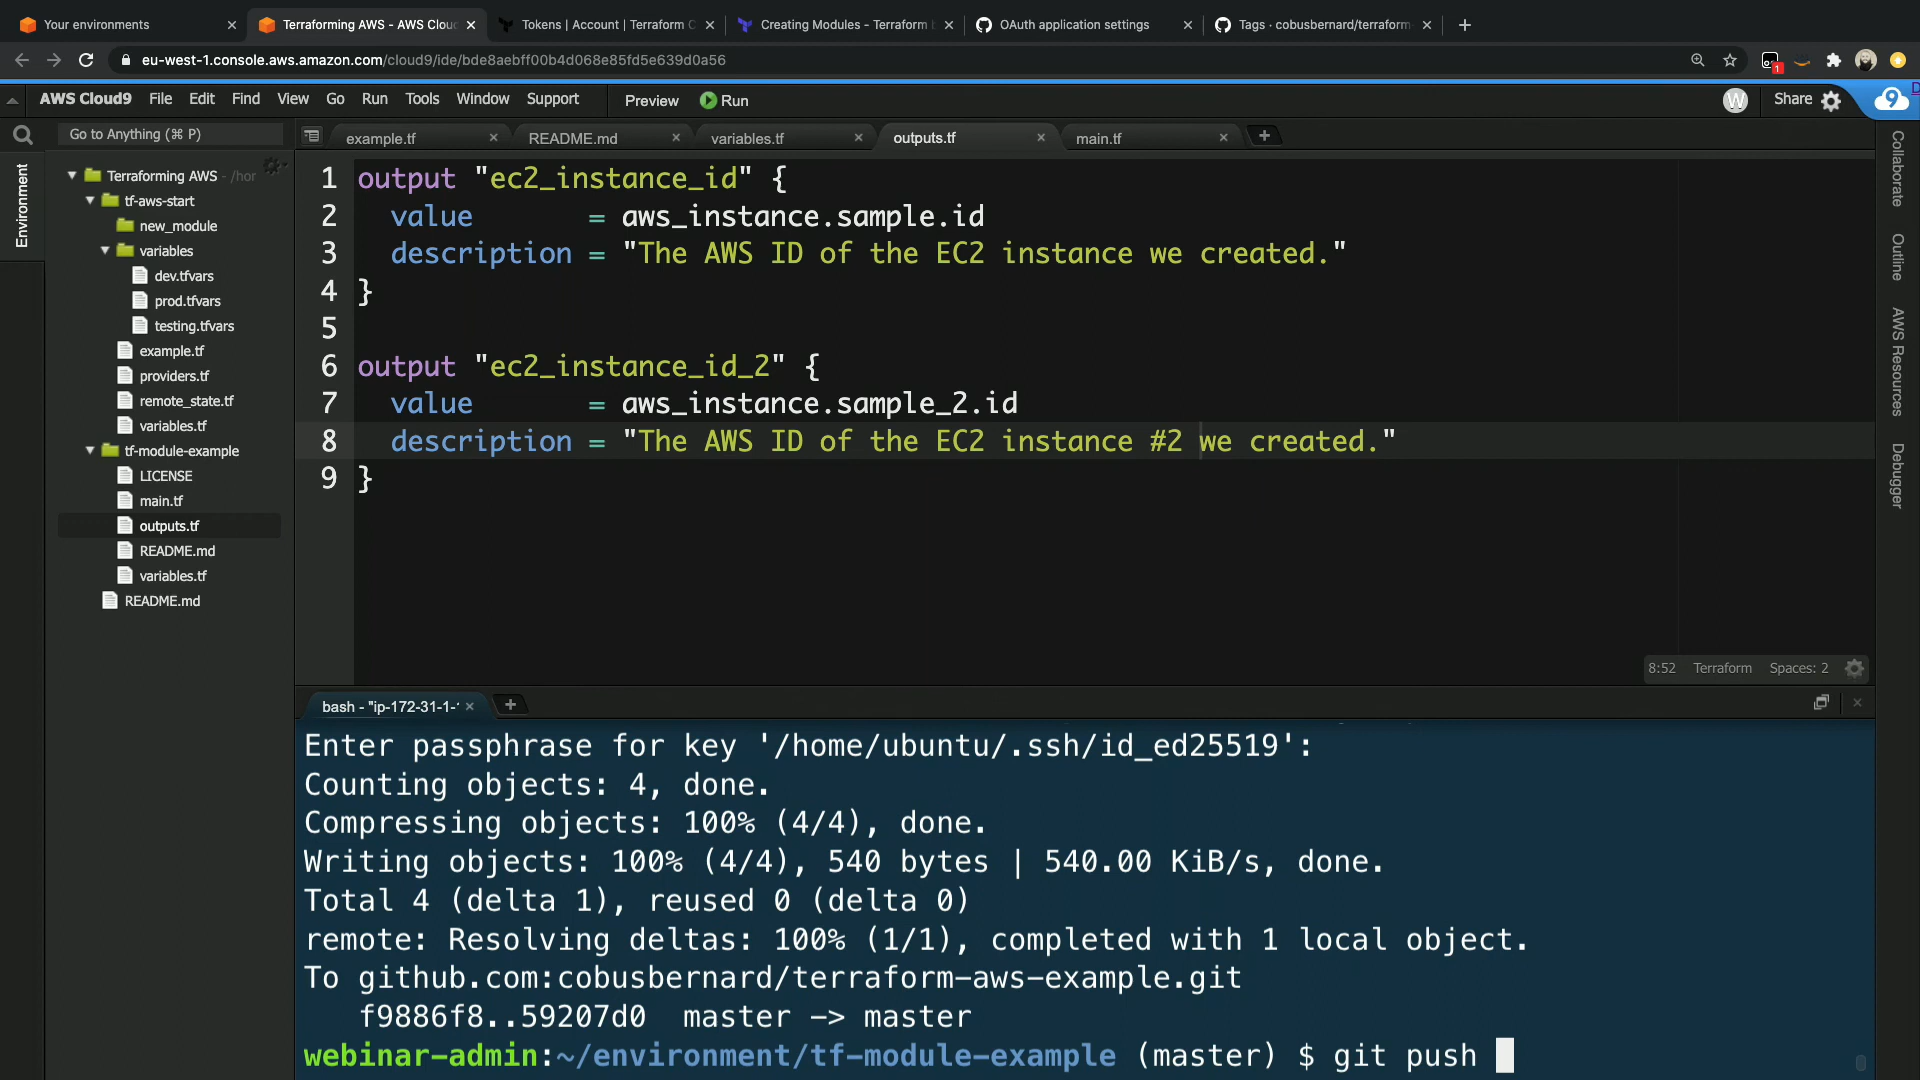 Your environments
Terraforming AWS - AWS Clou
Tokens | Account | Terraform C
Creating Modules - Terraform b
OAuth application settings
Tags · cobusbernard/terraform
eu-west-1.console.aws.amazon.com/cloud9/ide/bde8aebff00b4d068e85fd5e639d0a56
1
AWS Cloud9 File Edit Find View Go Run Tools Window Support Preview Run W Share 9
Go to Anything (⌘ P)
example.tf README.md variables.tf outputs.tf main.tf
Environment
Terraforming AWS - /hor
tf-aws-start
new_module
variables
dev.tfvars
prod.tfvars
testing.tfvars
example.tf
providers.tf
remote_state.tf
variables.tf
tf-module-example
LICENSE
main.tf
outputs.tf
README.md
variables.tf
README.md
1 output "ec2_instance_id" {
2 value = aws_instance.sample.id
3 description = "The AWS ID of the EC2 instance we created."
4 }
5
6 output "ec2_instance_id_2" {
7 value = aws_instance.sample_2.id
8 description = "The AWS ID of the EC2 instance #2 we created."
9 }
Collaborate
Outline
AWS Resources
Debugger
8:52 Terraform Spaces: 2
bash - "ip-172-31-1-
Enter passphrase for key '/home/ubuntu/.ssh/id_ed25519':
Counting objects: 4, done.
Compressing objects: 100% (4/4), done.
Writing objects: 100% (4/4), 540 bytes | 540.00 KiB/s, done.
Total 4 (delta 1), reused 0 (delta 0)
remote: Resolving deltas: 100% (1/1), completed with 1 local object.
To github.com:cobusbernard/terraform-aws-example.git
f9886f8..59207d0 master -> master
webinar-admin:~/environment/tf-module-example (master) $ git push